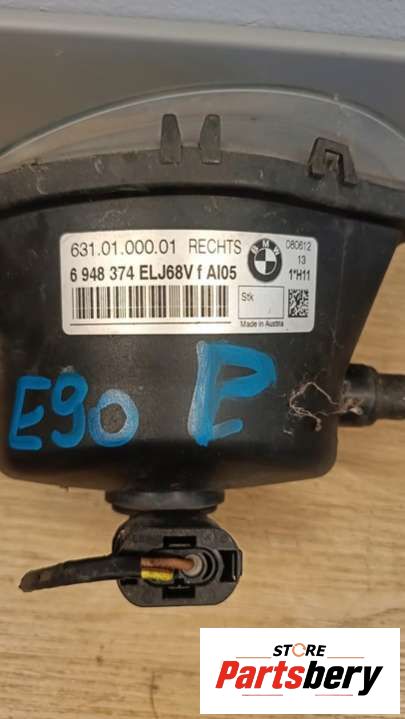 631.01.000.01 RECHTS
BMW
080612
13
6 948 374 ELJ68V f AI05
1*H11
Stk
Made in Austria
E90 P
STORE
Partsbery